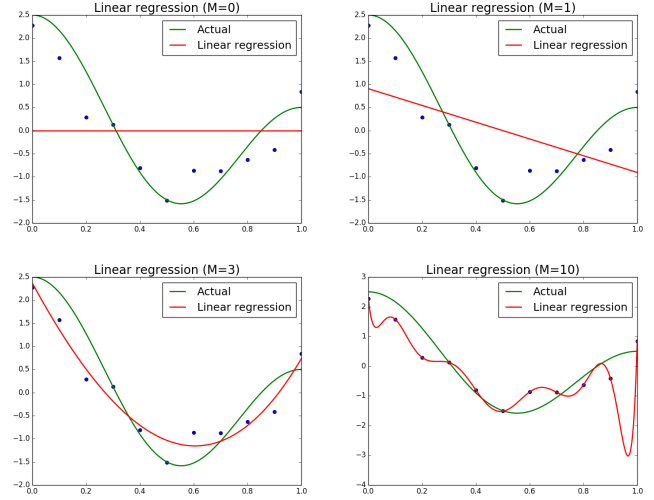 Linear regression (M=0)
2.5
2.0
1.5
1.0
0.5
0.0
-0.5
-1.0
-1.5
-2.0
0.0 0.2 0.4 0.6 0.8 1.0
Actual
Linear regression
Linear regression (M=1)
2.5
2.0
1.5
1.0
0.5
0.0
-0.5
-1.0
-1.5
-2.0
0.0 0.2 0.4 0.6 0.8 1.0
Actual
Linear regression
Linear regression (M=3)
2.5
2.0
1.5
1.0
0.5
0.0
-0.5
-1.0
-1.5
-2.0
0.0 0.2 0.4 0.6 0.8 1.0
Actual
Linear regression
Linear regression (M=10)
3
2
1
0
-1
-2
-3
-4
0.0 0.2 0.4 0.6 0.8 1.0
Actual
Linear regression